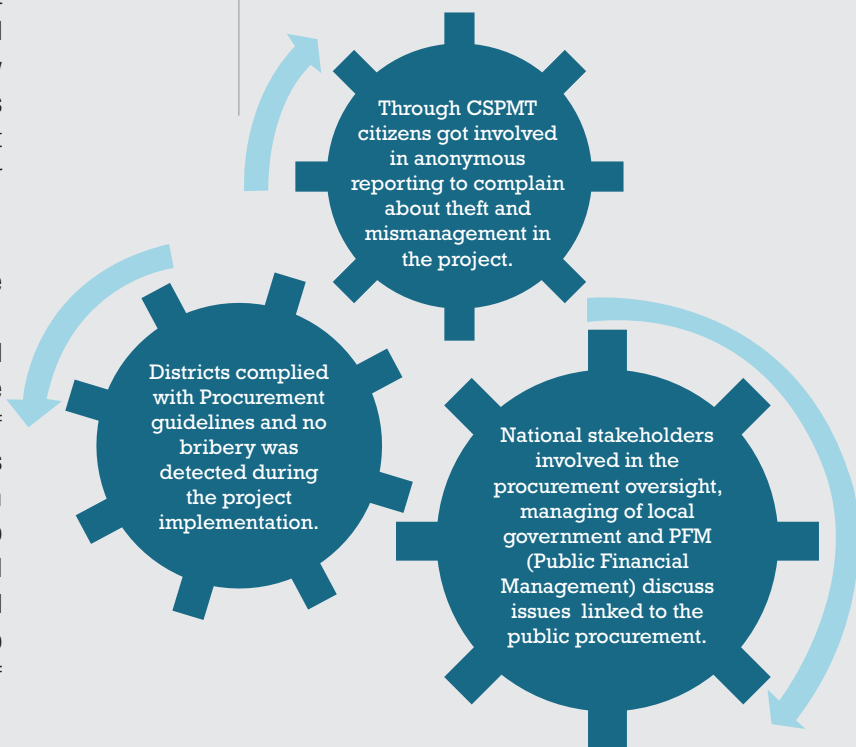 Through CSPMT
citizens got involved
in anonymous
reporting to complain
about theft and
mismanagement in
the project.
Districts complied
with Procurement
guidelines and no
bribery was
detected during
the project
implementation.
National stakeholders
involved in the
procurement oversight,
managing of local
government and PFM
(Public Financial
Management) discuss
issues linked to the
public procurement.